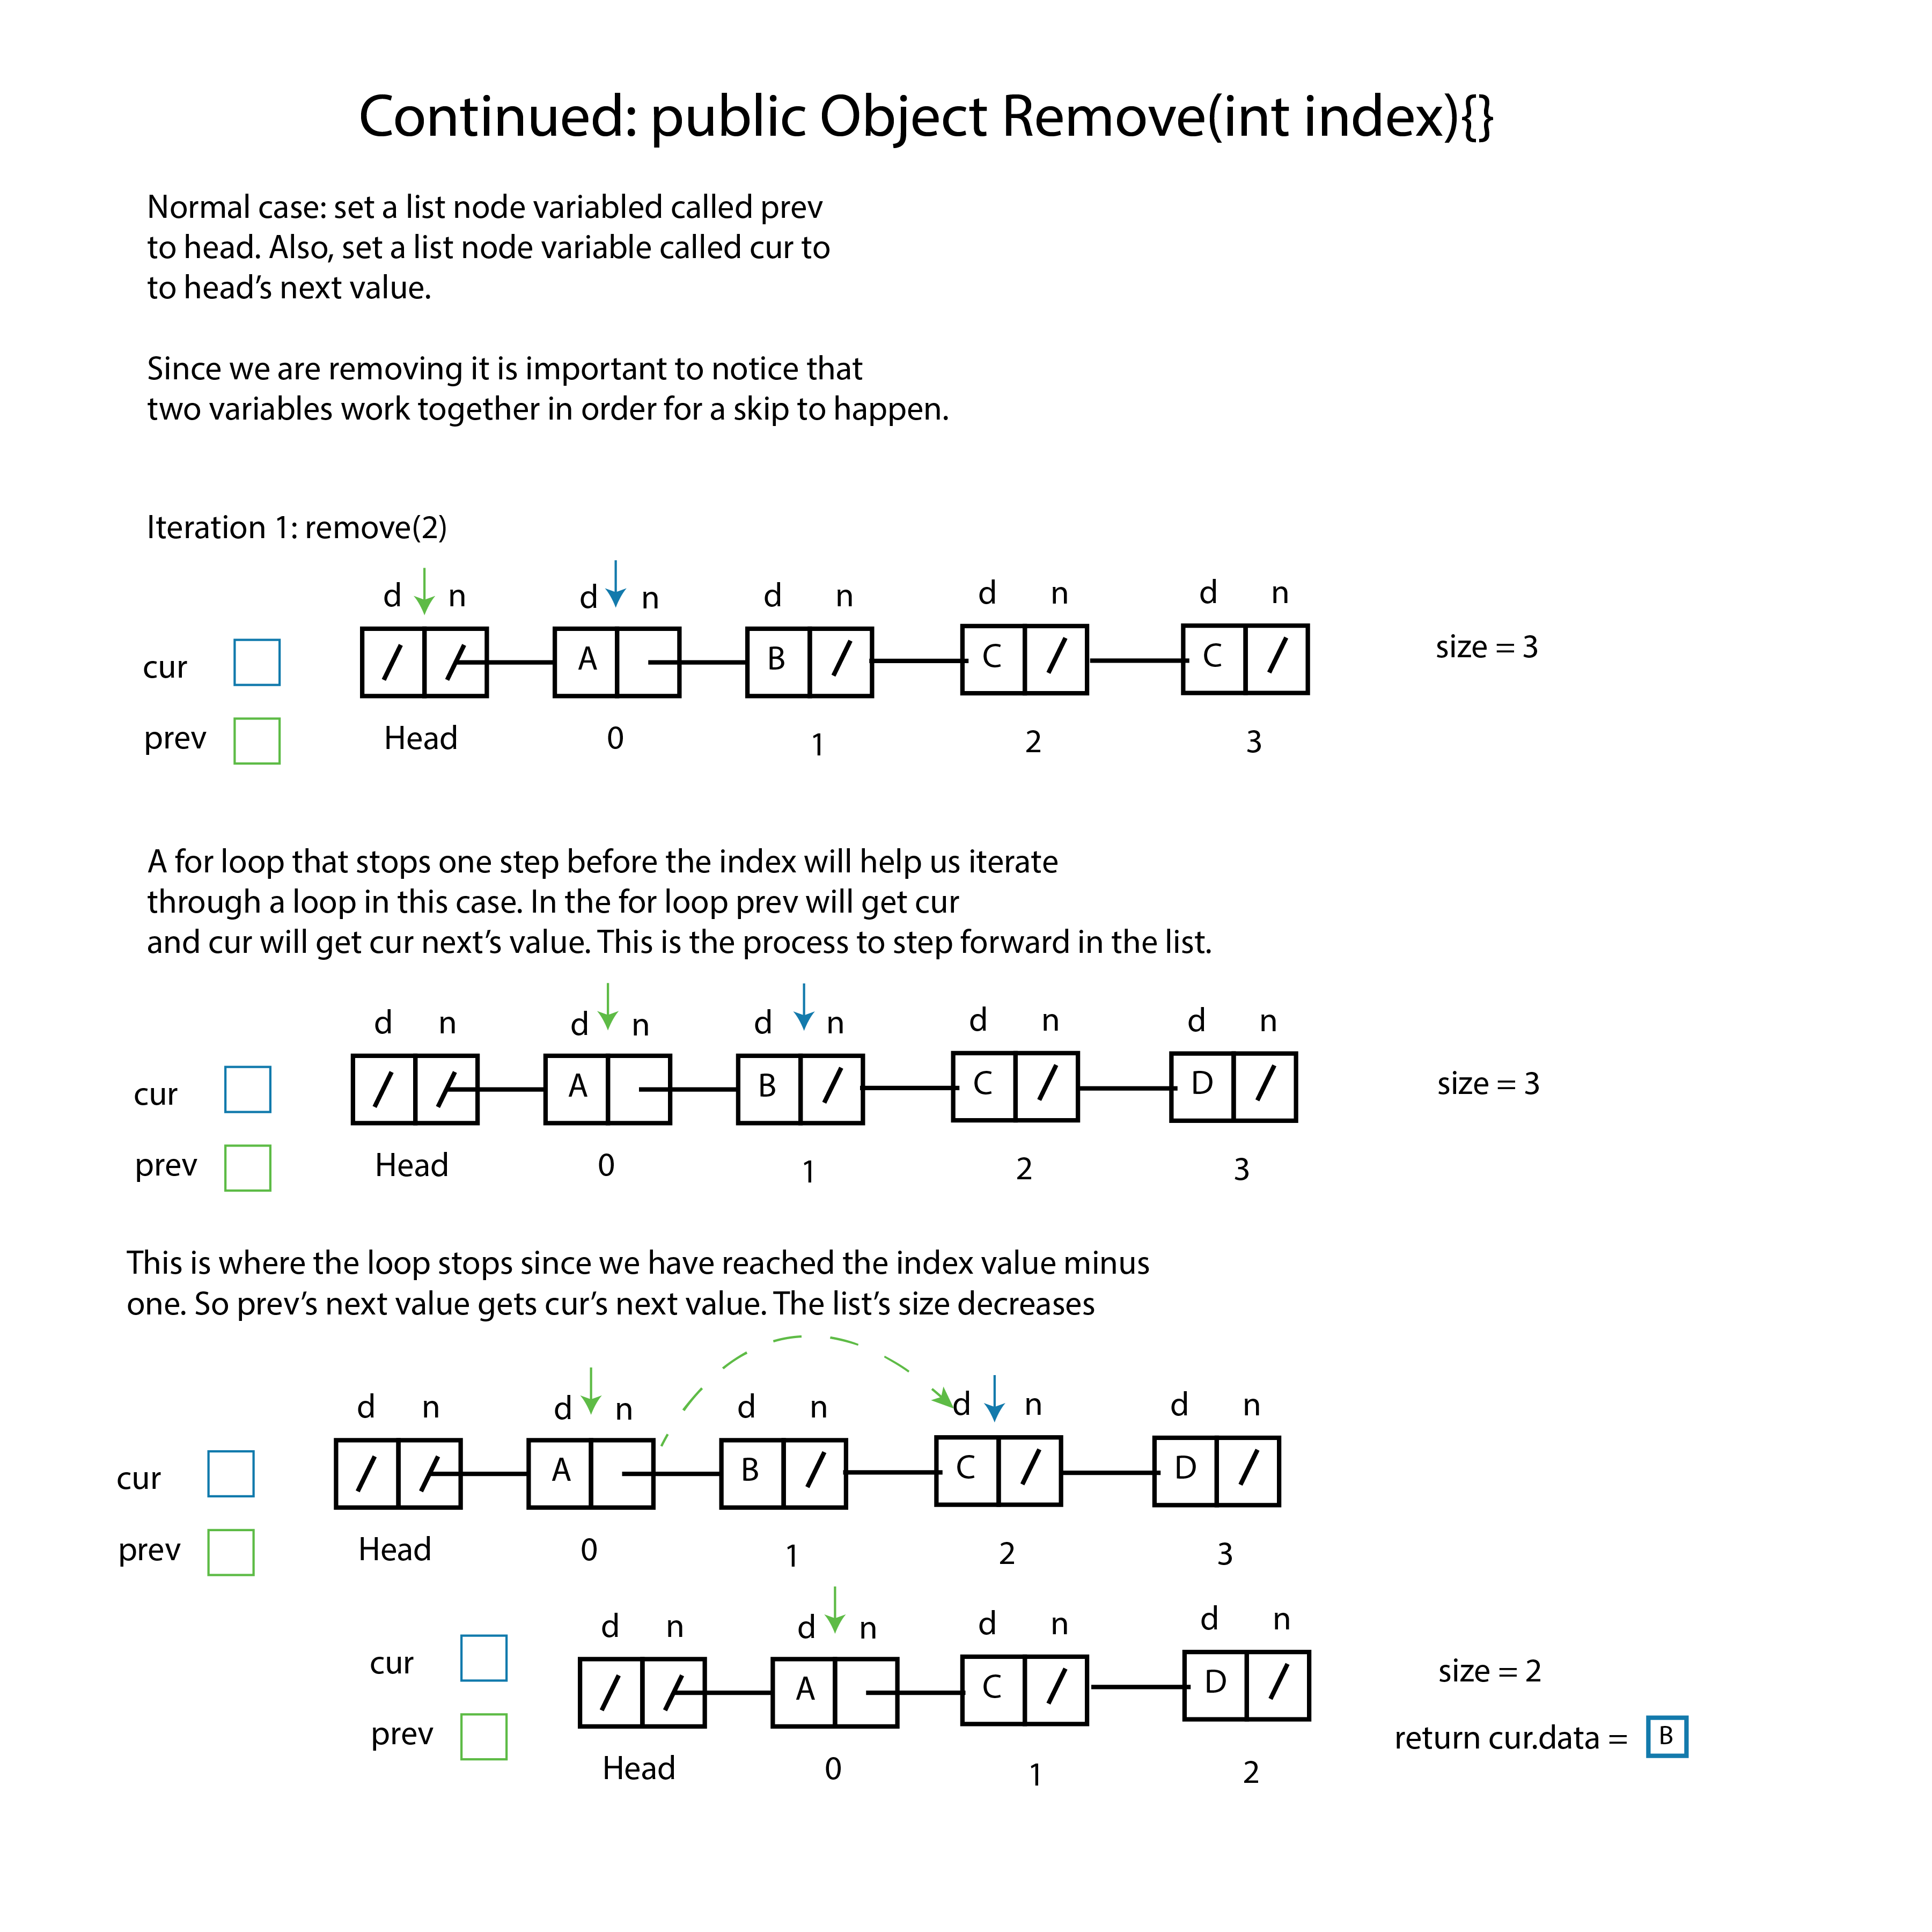 Continued: public Object Remove(int index){}
Normal case: set a list node variabled called prev
to head. Also, set a list node variable called cur to
to head's next value.
Since we are removing it is important to notice that
two variables work together in order for a skip to happen.
Iteration 1: remove(2)
d n d n d n d n d n
cur / / A B / C / C / size = 3
prev Head 0 1 2 3
A for loop that stops one step before the index will help us iterate
through a loop in this case. In the for loop prev will get cur
and cur will get cur next's value. This is the process to step forward in the list.
d n d n d n d n d n
cur / / A B / C / D / size = 3
prev Head 0 1 2 3
This is where the loop stops since we have reached the index value minus
one. So prev's next value gets cur's next value. The list's size decreases
d n d n d n d n d n
cur / / A B / C / D /
prev Head 0 1 2 3
d n d n d n d n
cur / / A C / D / size = 2
prev return cur.data = B
Head 0 1 2